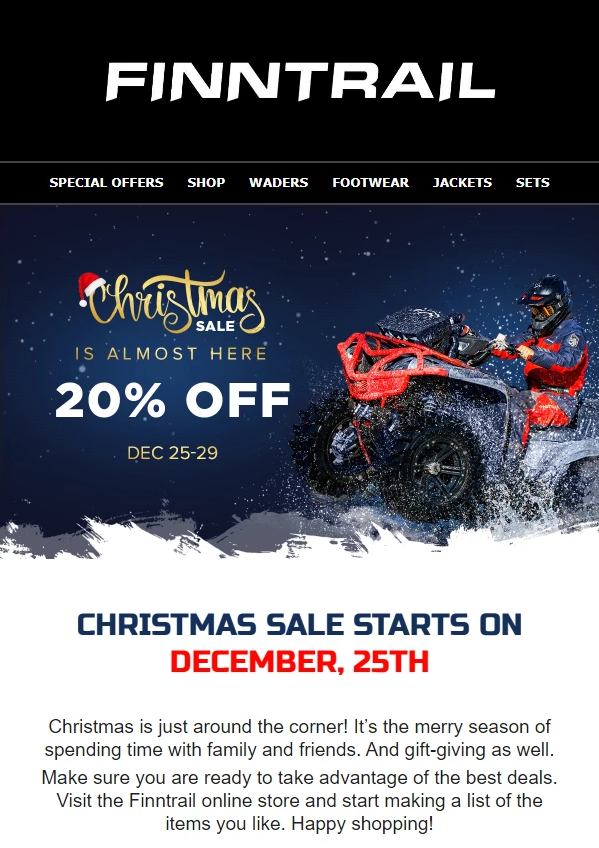 FINNTRAIL
SPECIAL OFFERS SHOP WADERS FOOTWEAR JACKETS SETS
Christmas
SALE
IS ALMOST HERE
20% OFF
DEC 25-29
CHRISTMAS SALE STARTS ON
DECEMBER, 25TH
Christmas is just around the corner! It’s the merry season of
spending time with family and friends. And gift-giving as well.
Make sure you are ready to take advantage of the best deals.
Visit the Finntrail online store and start making a list of the
items you like. Happy shopping!